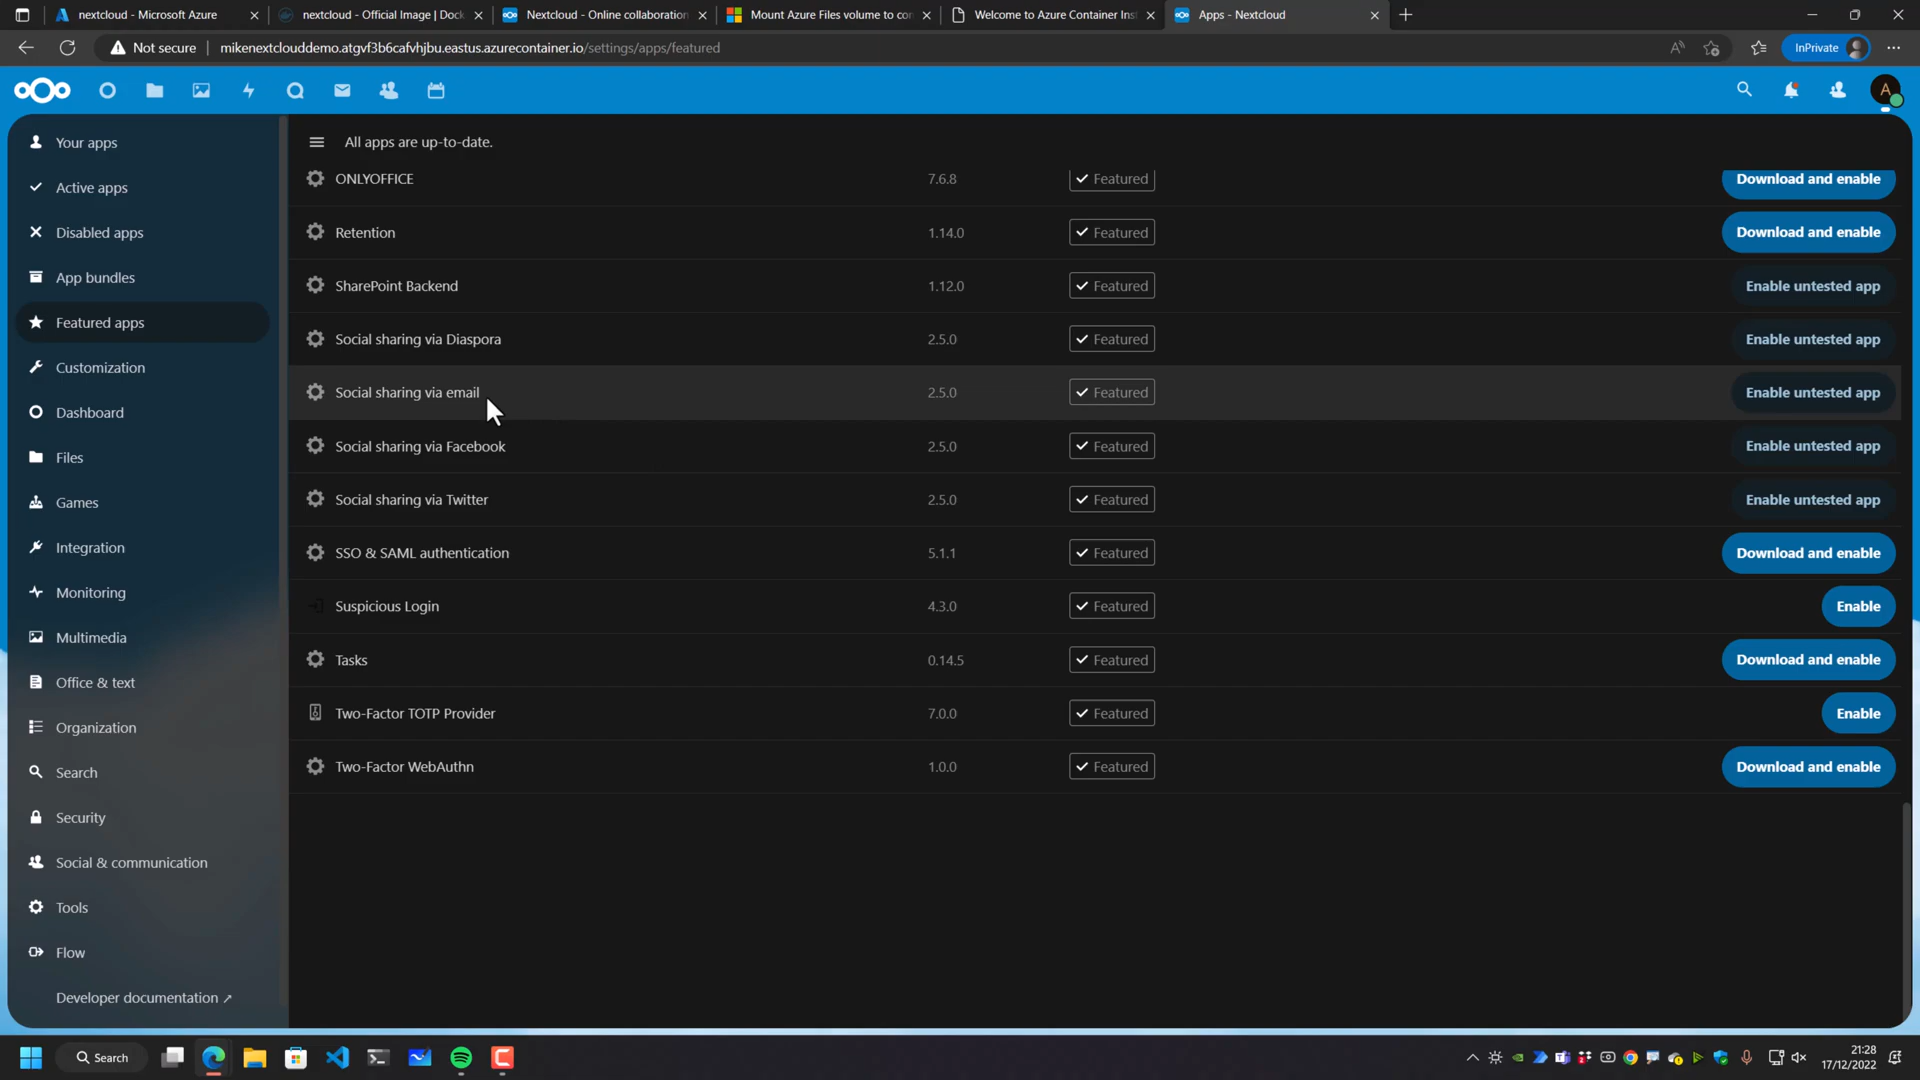 nextcloud - Microsoft Azure
nextcloud - Official Image | Dock
Nextcloud - Online collaboration
Mount Azure Files volume to con
Welcome to Azure Container Inst
Apps - Nextcloud
Not secure
mikenextclouddemo.atgvf3b6cafvhjbu.eastus.azurecontainer.io/settings/apps/featured
InPrivate
A
Your apps
Active apps
Disabled apps
App bundles
Featured apps
Customization
Dashboard
Files
Games
Integration
Monitoring
Multimedia
Office & text
Organization
Search
Security
Social & communication
Tools
Flow
Developer documentation ↗
All apps are up-to-date.
ONLYOFFICE 7.6.8 Featured Download and enable
Retention 1.14.0 Featured Download and enable
SharePoint Backend 1.12.0 Featured Enable untested app
Social sharing via Diaspora 2.5.0 Featured Enable untested app
Social sharing via email 2.5.0 Featured Enable untested app
Social sharing via Facebook 2.5.0 Featured Enable untested app
Social sharing via Twitter 2.5.0 Featured Enable untested app
SSO & SAML authentication 5.1.1 Featured Download and enable
Suspicious Login 4.3.0 Featured Enable
Tasks 0.14.5 Featured Download and enable
Two-Factor TOTP Provider 7.0.0 Featured Enable
Two-Factor WebAuthn 1.0.0 Featured Download and enable
Search
21:28
17/12/2022